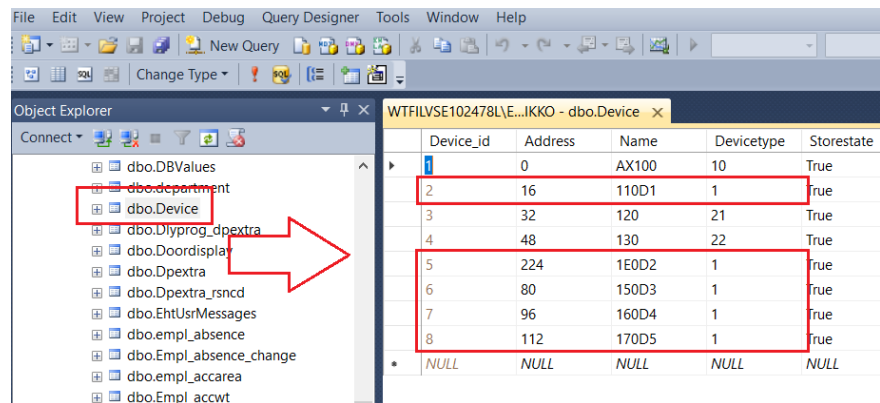 File Edit View Project Debug Query Designer Tools Window Help
New Query
Change Type
Object Explorer
Connect
dbo.DBValues
dbo.department
dbo.Device
dbo.Dlyprog_dpextra
dbo.Doordisplay
dbo.Dpextra
dbo.Dpextra_rsncd
dbo.EhtUsrMessages
dbo.empl_absence
dbo.Empl_absence_change
dbo.empl_accarea
dbo.Empl_accwt
WTFILVSE102478L\E...IKKO - dbo.Device
Device_id Address Name Devicetype Storestate
1 0 AX100 10 True
2 16 110D1 1 True
3 32 120 21 True
4 48 130 22 True
5 224 1E0D2 1 True
6 80 150D3 1 True
7 96 160D4 1 True
8 112 170D5 1 True
NULL NULL NULL NULL NULL